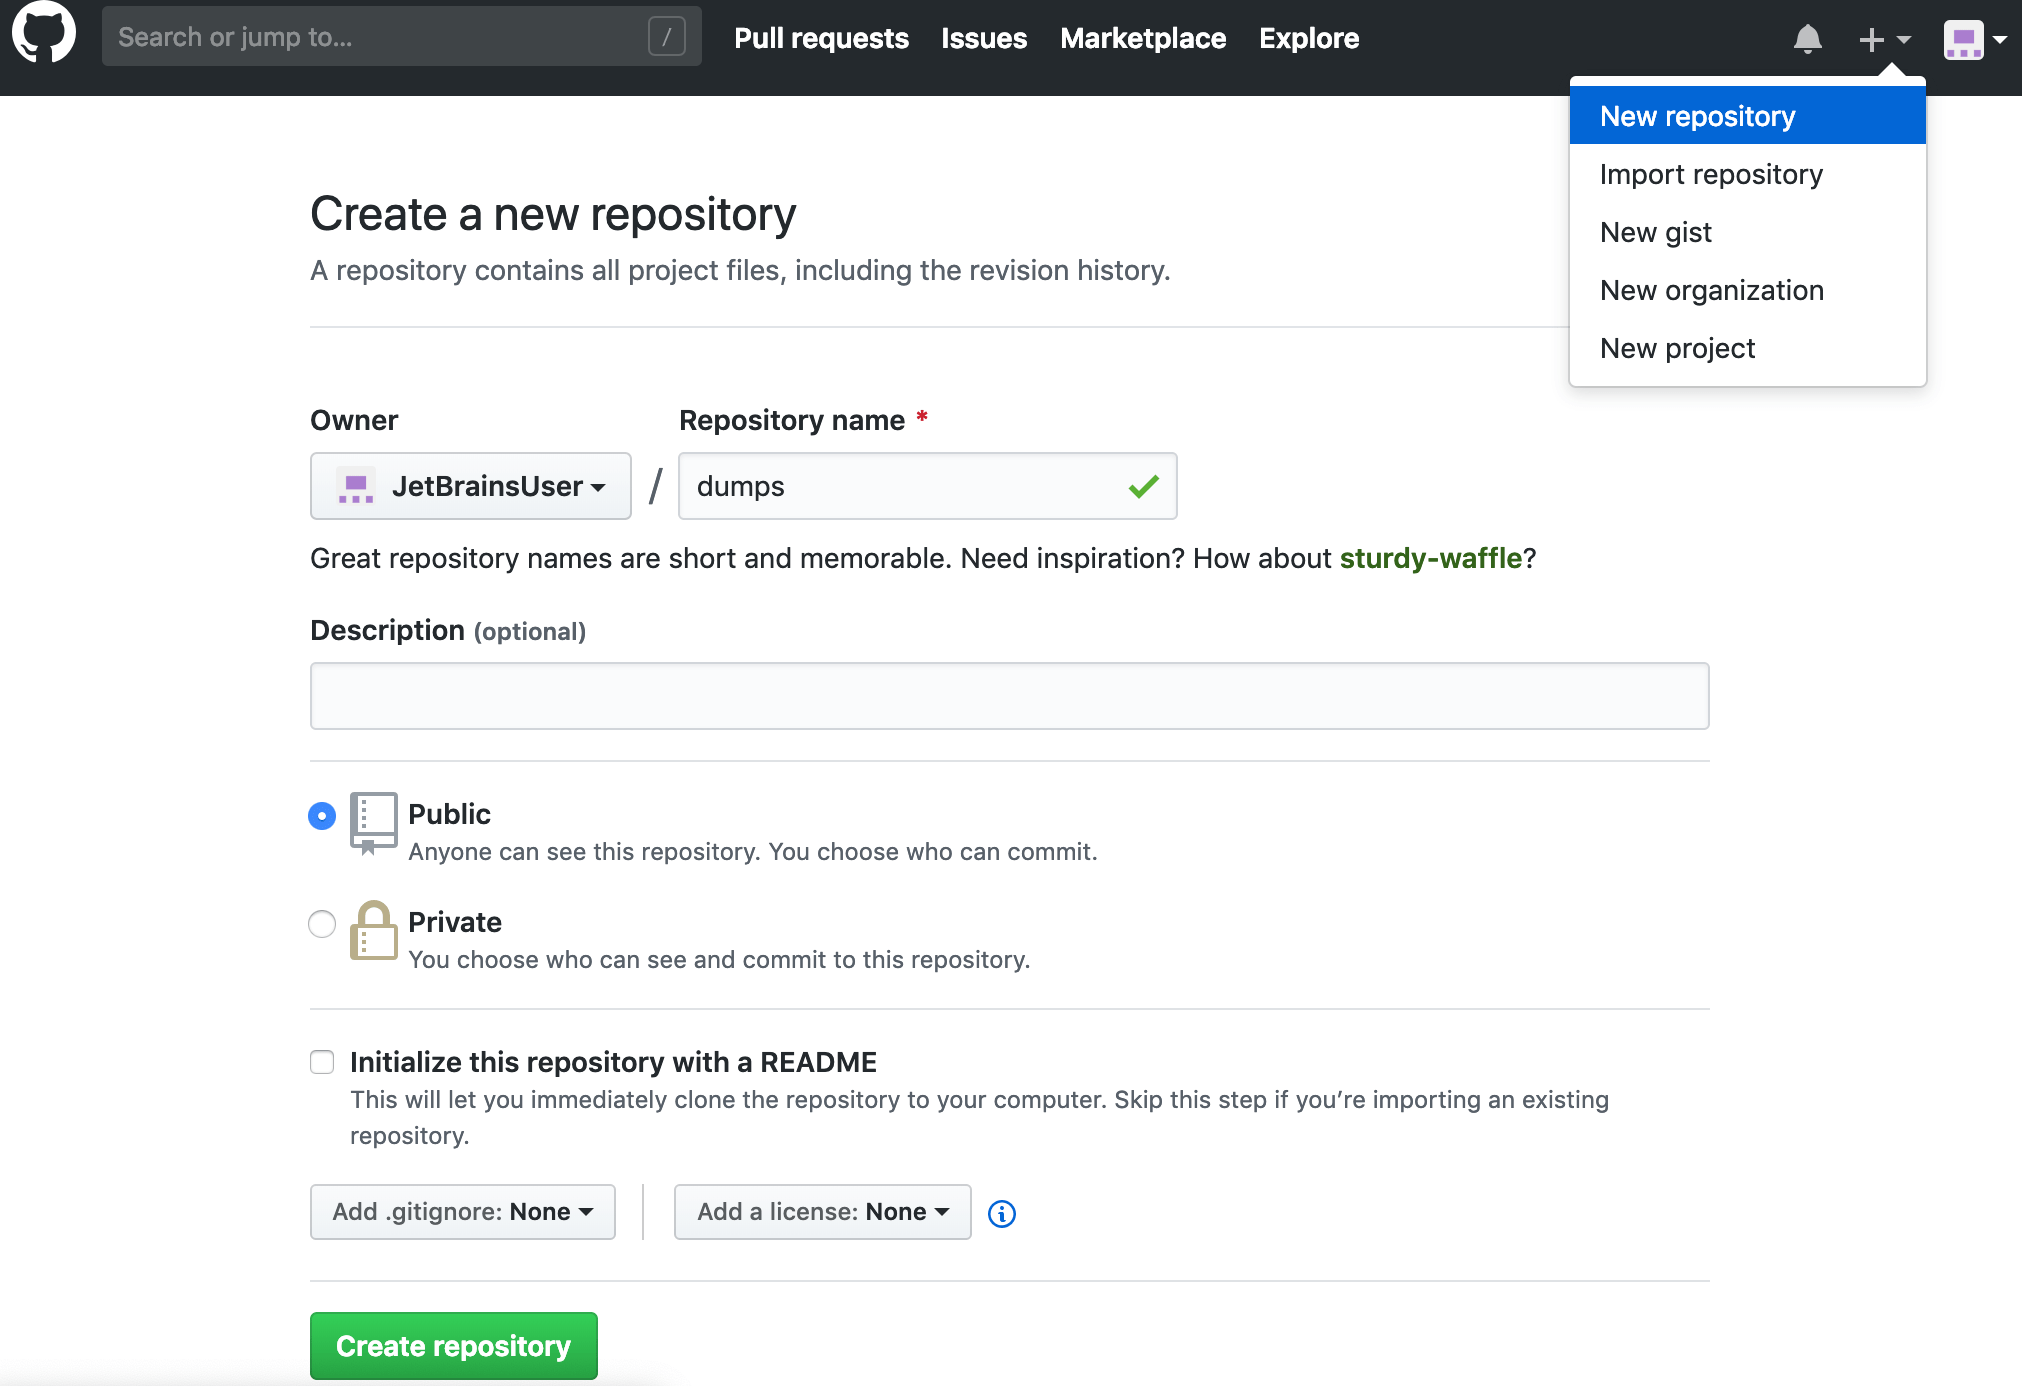 Search or jump to... /
Pull requests Issues Marketplace Explore
New repository
Import repository
New gist
New organization
New project
Create a new repository
A repository contains all project files, including the revision history.
Owner Repository name *
JetBrainsUser / dumps
Great repository names are short and memorable. Need inspiration? How about sturdy-waffle?
Description (optional)
Public
Anyone can see this repository. You choose who can commit.
Private
You choose who can see and commit to this repository.
Initialize this repository with a README
This will let you immediately clone the repository to your computer. Skip this step if you’re importing an existing
repository.
Add .gitignore: None Add a license: None
Create repository